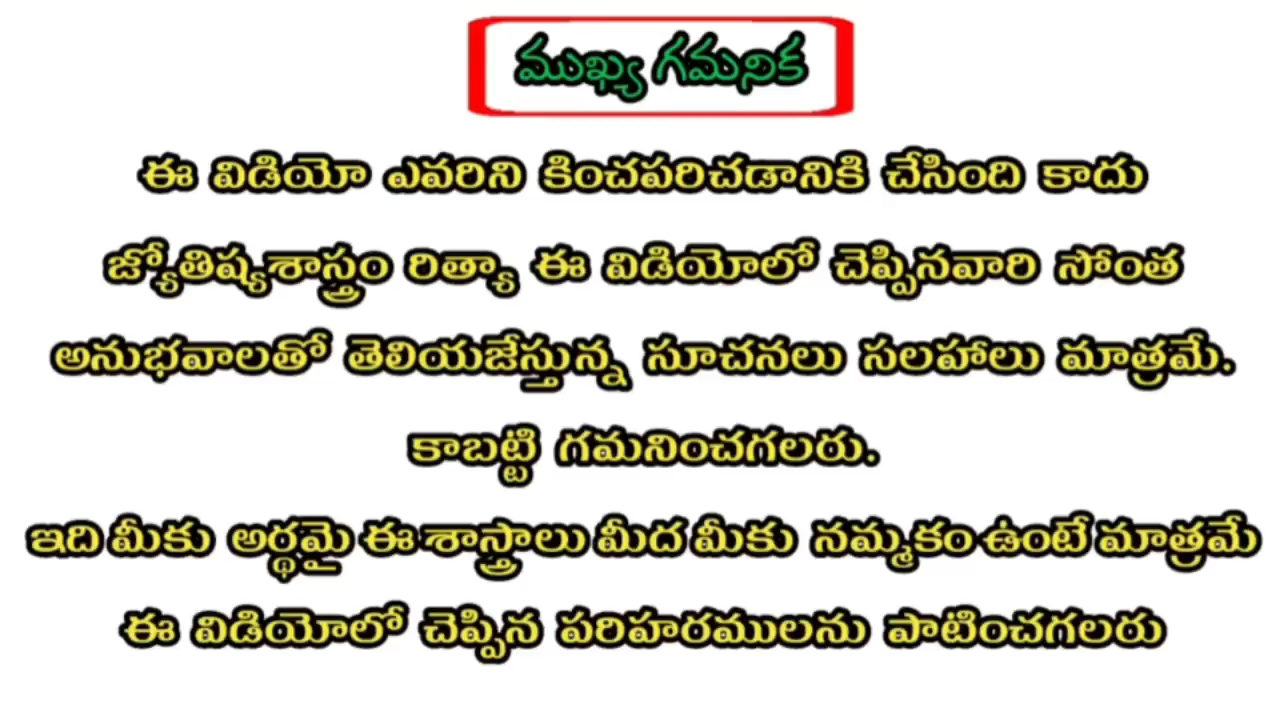 ముఖ్య గమనిక
ఈ విడియో ఎవరిని కించపరిచడానికి చేసింది కాదు
జ్యోతిష్యశాస్త్రం రిత్యా ఈ విడియోలో చెప్పినవారి సోంత
అనుభవాలతో తెలియజేస్తున్న సూచనలు సలహాలు మాత్రమే.
కాబట్టి గమనించగలరు.
ఇది మీకు అర్థమై ఈ శాస్త్రాలు మీద మీకు నమ్మకం ఉంటే మాత్రమే
ఈ విడియోలో చెప్పిన పరిహరములను పాటించగలరు